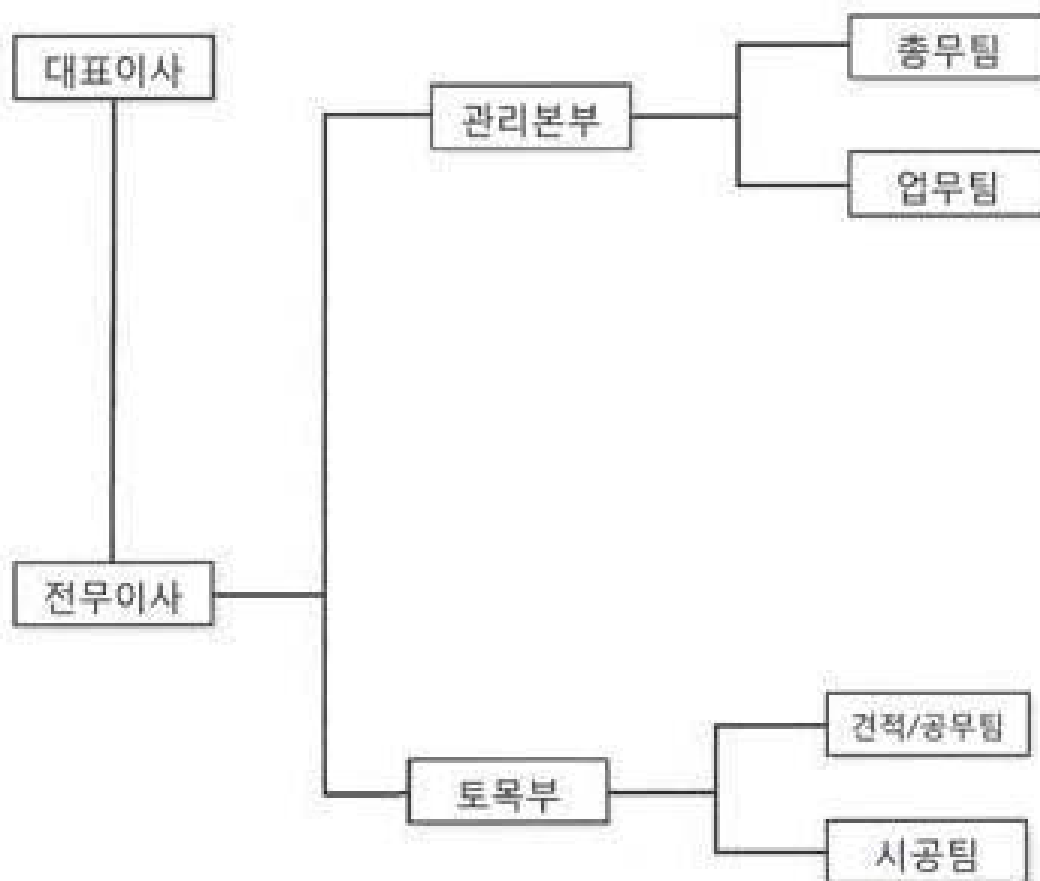 대표이사
관리본부
총무팀
업무팀
전무이사
토목부
견적/공무팀
시공팀